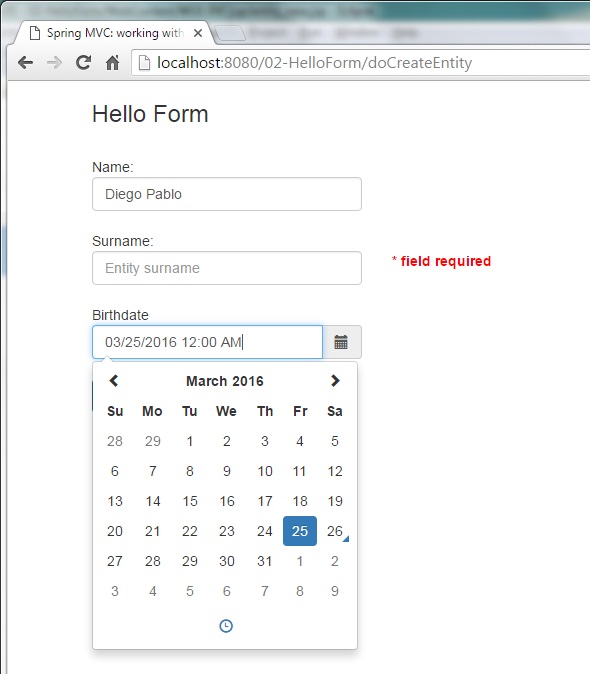 Spring MVC: working with
localhost:8080/02-HelloForm/doCreateEntity
Hello Form
Name:
Diego Pablo
Surname:
Entity surname
* field required
Birthdate
03/25/2016 12:00 AM
March 2016
Su Mo Tu We Th Fr Sa
28 29 1 2 3 4 5
6 7 8 9 10 11 12
13 14 15 16 17 18 19
20 21 22 23 24 25 26
27 28 29 30 31 1 2
3 4 5 6 7 8 9